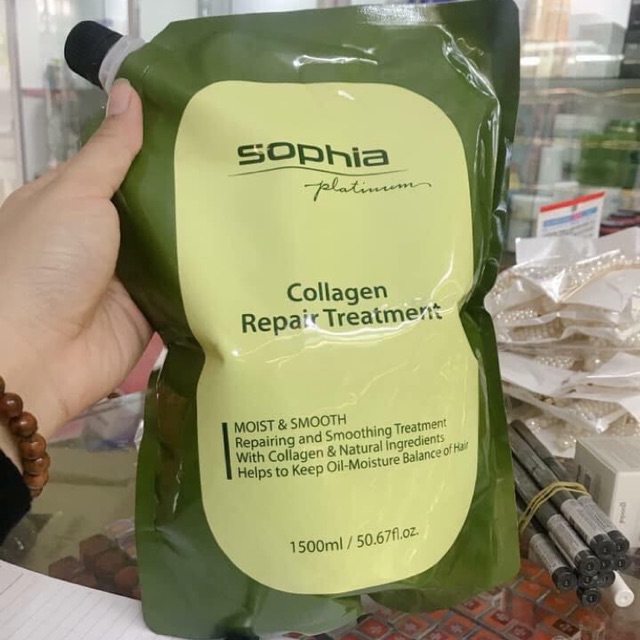 sophia
platinum
Collagen
Repair Treatment
MOIST & SMOOTH
Repairing and Smoothing Treatment
With Collagen & Natural Ingredients
Helps to Keep Oil-Moisture Balance of Hair
1500ml / 50.67fl.oz.